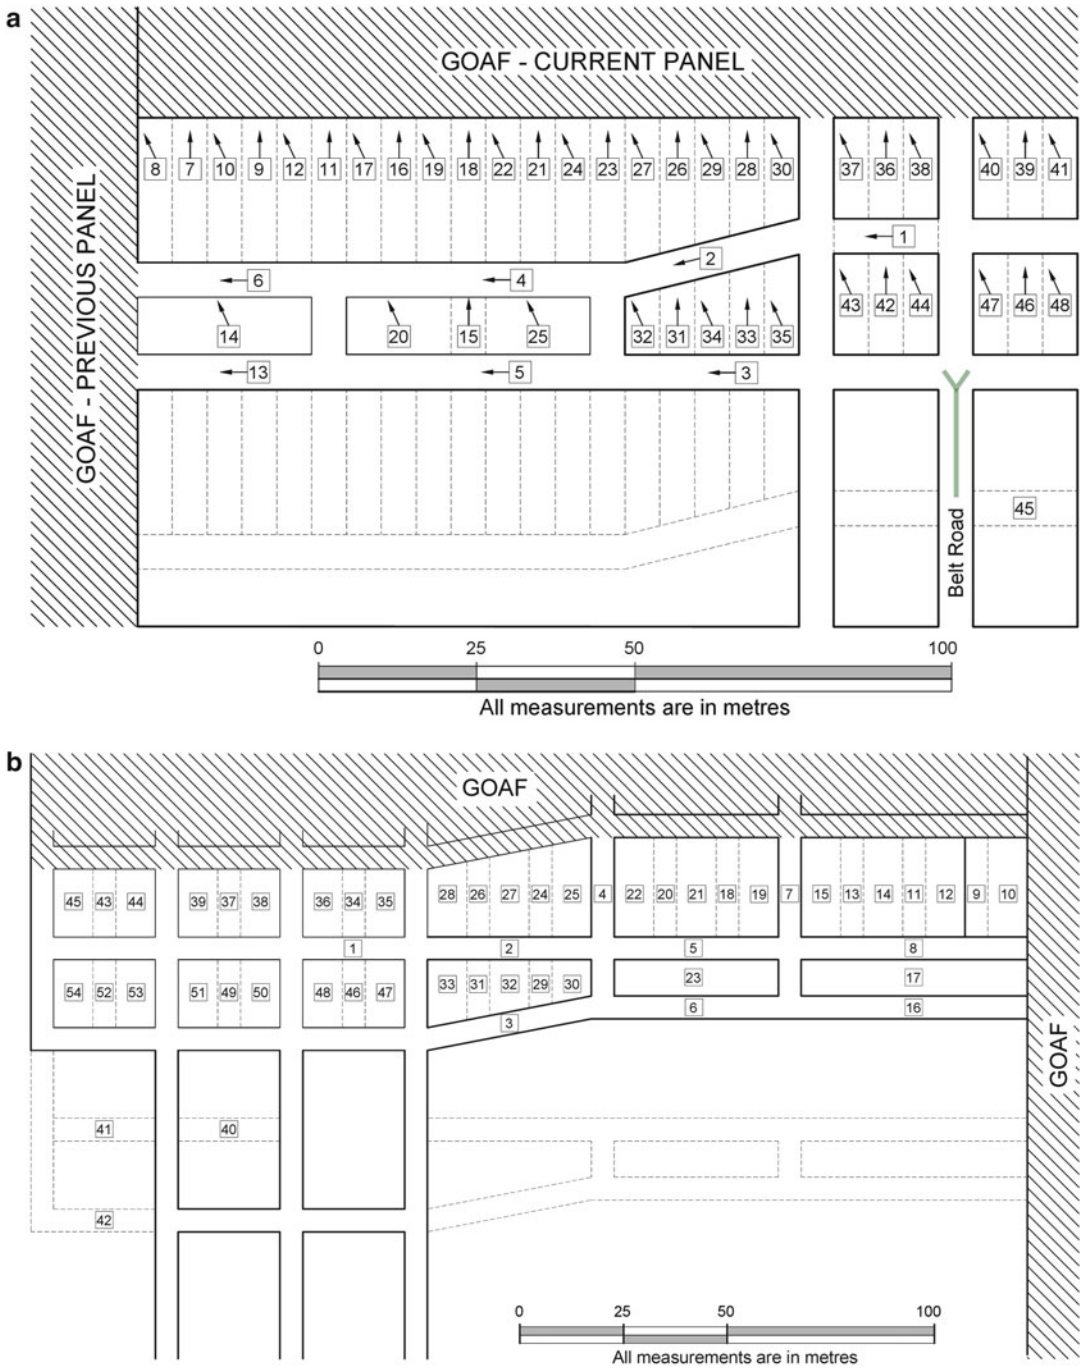 a
GOAF - CURRENT PANEL
GOAF - PREVIOUS PANEL
8 7 10 9 12 11 17 16 19 18 22 21 24 23 27 26 29 28 30 37 36 38 40 39 41
1
2
6 4
43 42 44 47 46 48
14 20 15 25 32 31 34 33 35
13 5 3
45
Belt Road
0 25 50 100
All measurements are in metres
b
GOAF
45 43 44 39 37 38 36 34 35 28 26 27 24 25 4 22 20 21 18 19 7 15 13 14 11 12 9 10
1 2 5 8
54 52 53 51 49 50 48 46 47 33 31 32 29 30 23 17
3 6 16
GOAF
41 40
42
0 25 50 100
All measurements are in metres